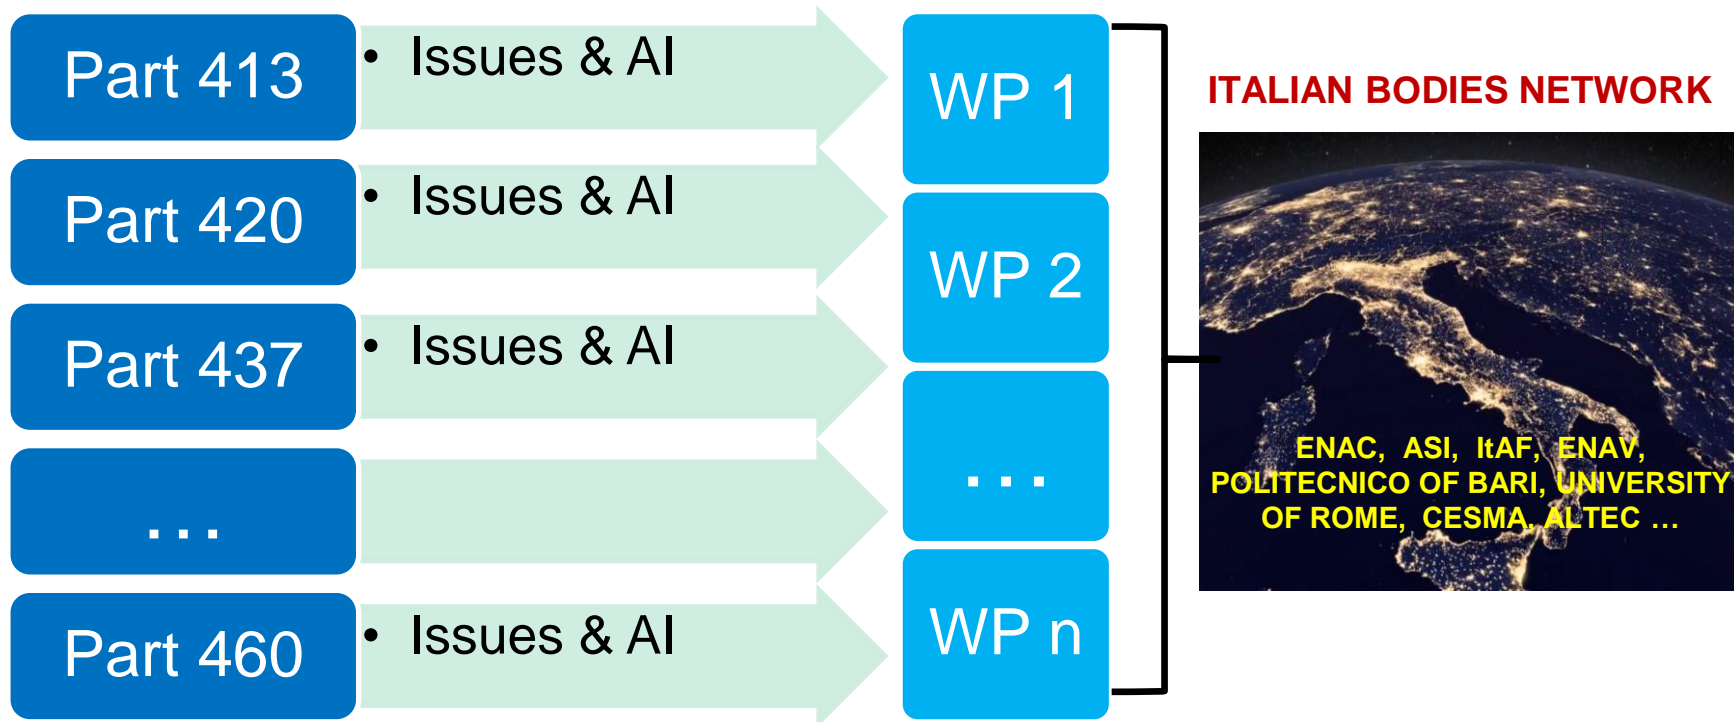 Part 413
• Issues & AI
Part 420
• Issues & AI
Part 437
• Issues & AI
...
Part 460
• Issues & AI
WP 1
WP 2
...
WP n
ITALIAN BODIES NETWORK
ENAC, ASI, ItAF, ENAV,
POLITECNICO OF BARI, UNIVERSITY
OF ROME, CESMA, ALTEC ...